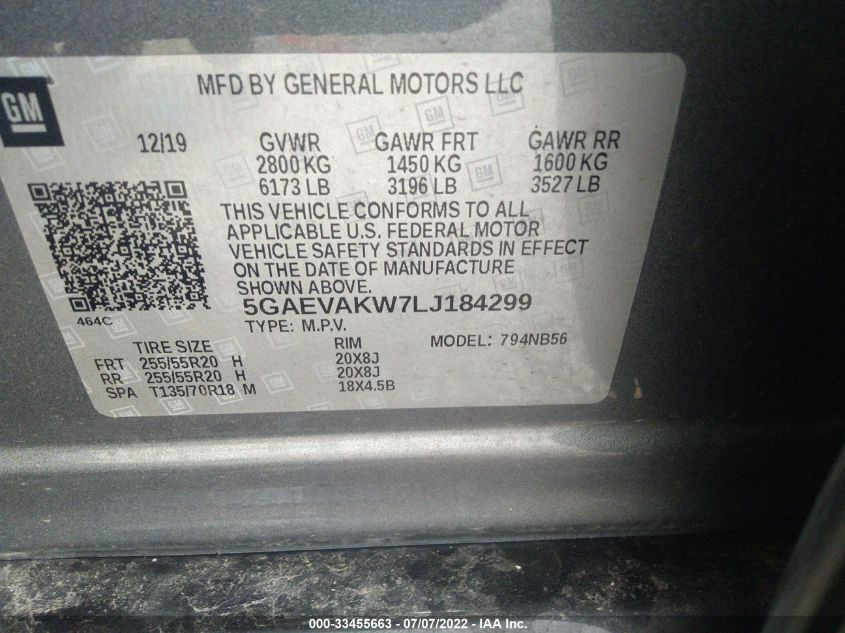 GM
MFD BY GENERAL MOTORS LLC
12/19 GVWR GAWR FRT GAWR RR
2800 KG 1450 KG 1600 KG
6173 LB 3196 LB 3527 LB
THIS VEHICLE CONFORMS TO ALL
APPLICABLE U.S. FEDERAL MOTOR
VEHICLE SAFETY STANDARDS IN EFFECT
ON THE DATE OF MANUFACTURE
SHOWN ABOVE.
5GAEVAKW7LJ184299
464C
TYPE: M.P.V.
TIRE SIZE RIM MODEL: 794NB56
FRT 255/55R20 H 20X8J
RR 255/55R20 H 20X8J
SPA T135/70R18 M 18X4.5B
000-33455663 - 07/07/2022 - IAA Inc.